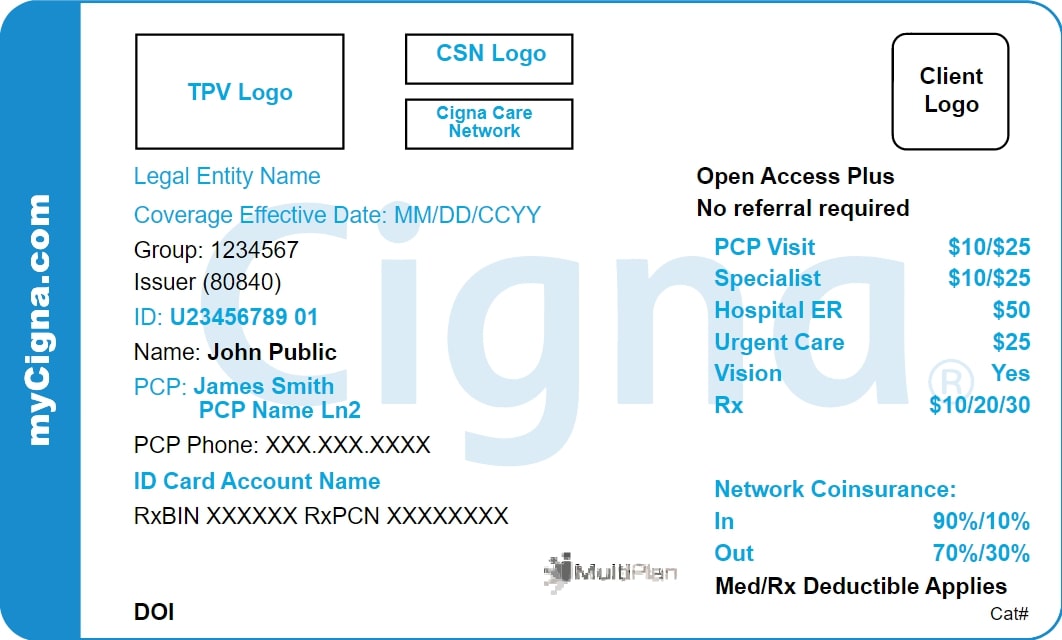 myCigna.com
TPV Logo
CSN Logo
Cigna Care
Network
Client
Logo
Legal Entity Name
Coverage Effective Date: MM/DD/CCYY
Group: 1234567
Issuer (80840)
ID: U23456789 01
Name: John Public
PCP: James Smith
PCP Name Ln2
PCP Phone: XXX.XXX.XXXX
ID Card Account Name
RxBIN XXXXXX RxPCN XXXXXXXX
MultiPlan
DOI
Cigna®
Open Access Plus
No referral required
PCP Visit $10/$25
Specialist $10/$25
Hospital ER $50
Urgent Care $25
Vision Yes
Rx $10/20/30
Network Coinsurance:
In 90%/10%
Out 70%/30%
Med/Rx Deductible Applies
Cat#